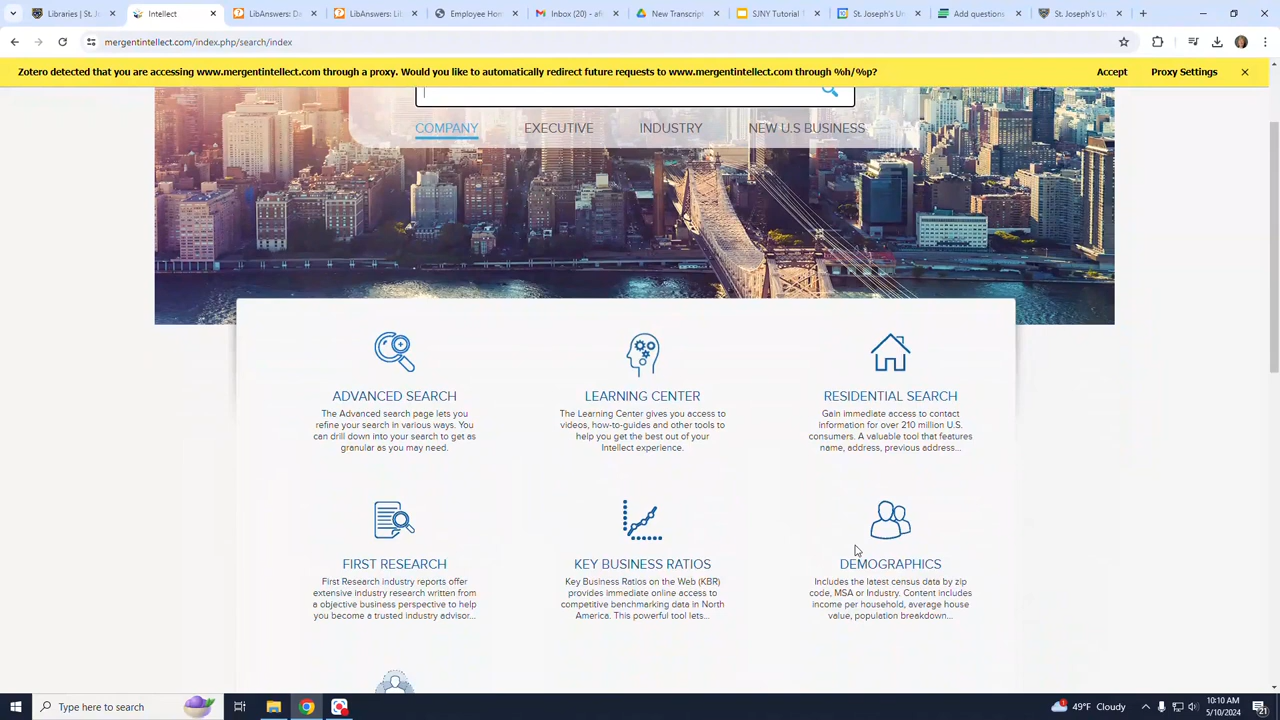 Libraries | St. Jo
Intellect
LibAnswers: Da
LibAnswers: Lib
Employee Hom
Inbox (20) - afe
New Transcript
SJNY Tutorial T
St. Joseph's Un
Add questions
St. Joseph's Un
mergentintellect.com/index.php/search/index
Zotero detected that you are accessing www.mergentintellect.com through a proxy. Would you like to automatically redirect future requests to www.mergentintellect.com through %h/%p?
Accept
Proxy Settings
COMPANY
EXECUTIVE
INDUSTRY
NEW U.S BUSINESS
ADVANCED SEARCH
The Advanced search page lets you
refine your search in various ways. You
can drill down into your search to get as
granular as you may need.
LEARNING CENTER
The Learning Center gives you access to
videos, how-to-guides and other tools to
help you get the best out of your
Intellect experience.
RESIDENTIAL SEARCH
Gain immediate access to contact
information for over 210 million U.S.
consumers. A valuable tool that features
name, address, previous address...
FIRST RESEARCH
First Research industry reports offer
extensive industry research written from
a objective business perspective to help
you become a trusted industry advisor...
KEY BUSINESS RATIOS
Key Business Ratios on the Web (KBR)
provides immediate online access to
competitive benchmarking data in North
America. This powerful tool lets...
DEMOGRAPHICS
Includes the latest census data by zip
code, MSA or Industry. Content includes
income per household, average house
value, population breakdown...
Type here to search
49°F Cloudy
10:10 AM
5/10/2024
21